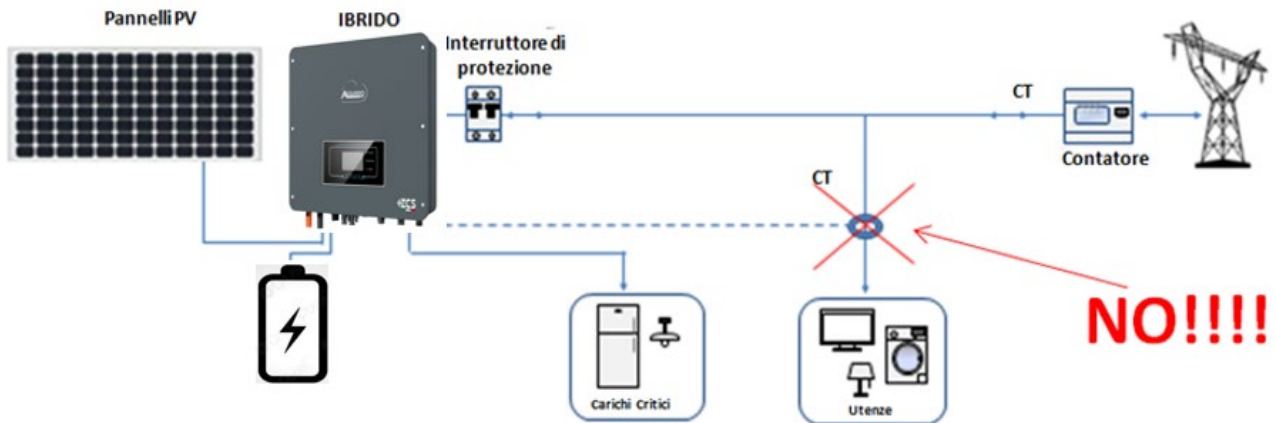 Pannelli PV
IBRIDO
Interruttore di
protezione
CT
Contatore
CT
NO!!!!
Carichi Critici
Utenze